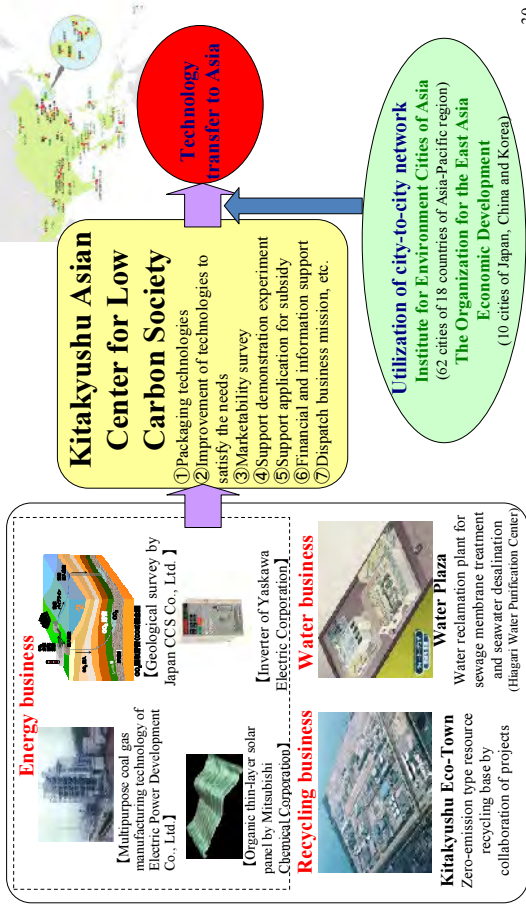 Energy business
【Multipurpose coal gas
manufacturing technology of
Electric Power Development
Co., Ltd.】
【Geological survey by
Japan CCS Co., Ltd. 】
【Organic thin-layer solar
panel by Mitsubishi
Chemical Corporation】
【Inverter of Yaskawa
Electric Corporation】
Recycling business
Kitakyushu Eco-Town
Zero-emission type resource
recycling base by
collaboration of projects
Water business
Water Plaza
Water reclamation plant for
sewage membrane treatment
and seawater desalination
(Hiagari Water Purification Center)
Kitakyushu Asian
Center for Low
Carbon Society
①Packaging technologies
②Improvement of technologies to
satisfy the needs
③Marketability survey
④Support demonstration experiment
⑤Support application for subsidy
⑥Financial and information support
⑦Dispatch business mission, etc.
Technology
transfer to Asia
Utilization of city-to-city network
Institute for Environment Cities of Asia
(62 cities of 18 countries of Asia-Pacific region)
The Organization for the East Asia
Economic Development
(10 cities of Japan, China and Korea)